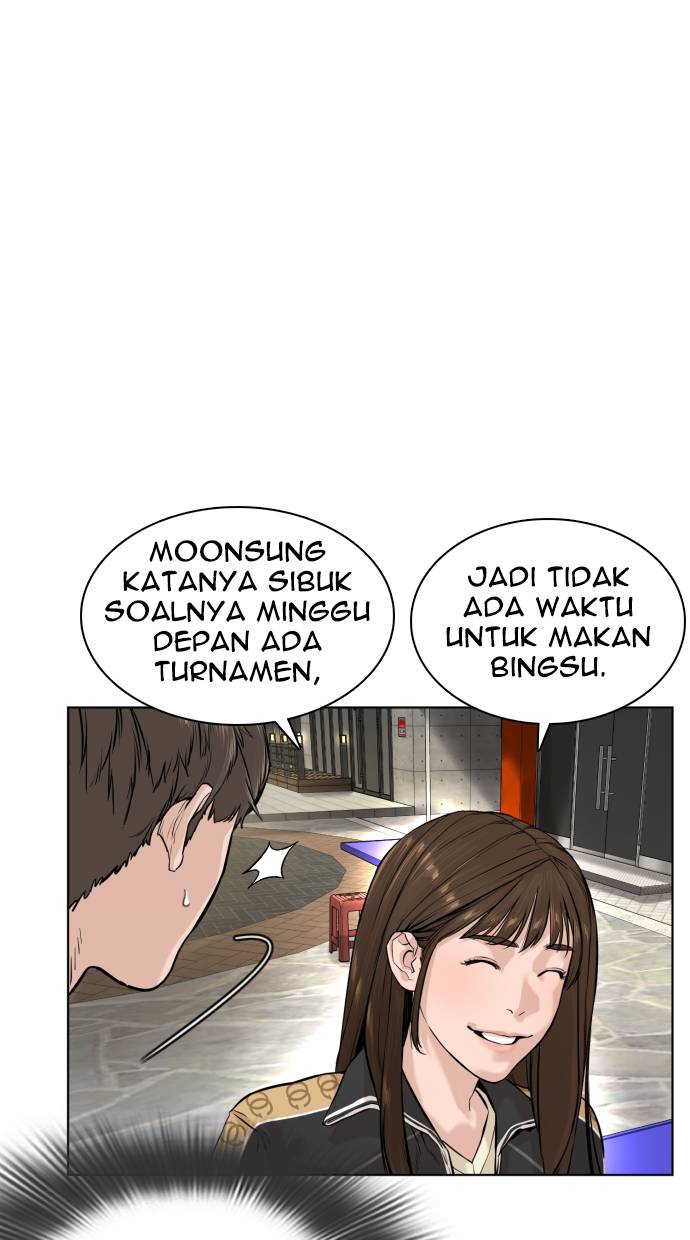 MOONSUNG
KATANYA SIBUK
SOALNYA MINGGU
DEPAN ADA
TURNAMEN,
JADI TIDAK
ADA WAKTU
UNTUK MAKAN
BINGSU.